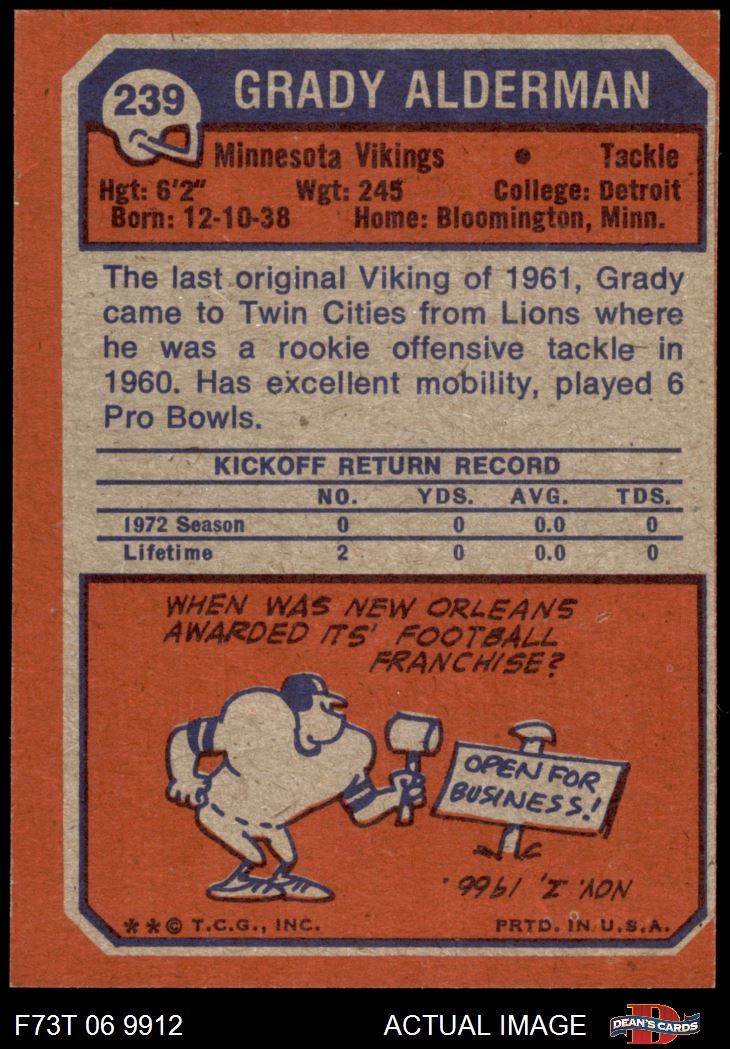 239
GRADY ALDERMAN
Minnesota Vikings • Tackle
Hgt: 6'2" Wgt: 245 College: Detroit
Born: 12-10-38 Home: Bloomington, Minn.
The last original Viking of 1961, Grady
came to Twin Cities from Lions where
he was a rookie offensive tackle in
1960. Has excellent mobility, played 6
Pro Bowls.
KICKOFF RETURN RECORD
NO. YDS. AVG. TDS.
1972 Season 0 0 0.0 0
Lifetime 2 0 0.0 0
WHEN WAS NEW ORLEANS
AWARDED ITS' FOOTBALL
FRANCHISE?
OPEN FOR
BUSINESS!
NOV. 1, 1966.
**© T.C.G., INC. PRTD. IN U.S.A.
F73T 06 9912 ACTUAL IMAGE DEAN'S CARDS